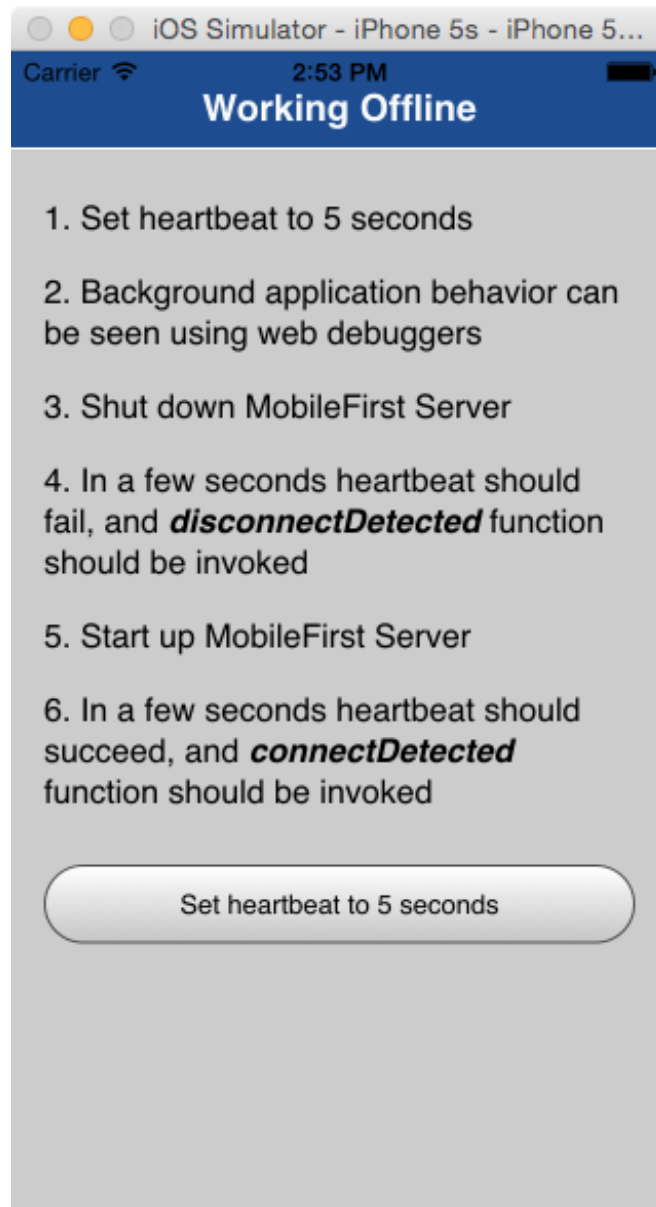 iOS Simulator - iPhone 5s - iPhone 5...
Carrier 2:53 PM
Working Offline
1. Set heartbeat to 5 seconds
2. Background application behavior can
be seen using web debuggers
3. Shut down MobileFirst Server
4. In a few seconds heartbeat should
fail, and disconnectDetected function
should be invoked
5. Start up MobileFirst Server
6. In a few seconds heartbeat should
succeed, and connectDetected
function should be invoked
Set heartbeat to 5 seconds